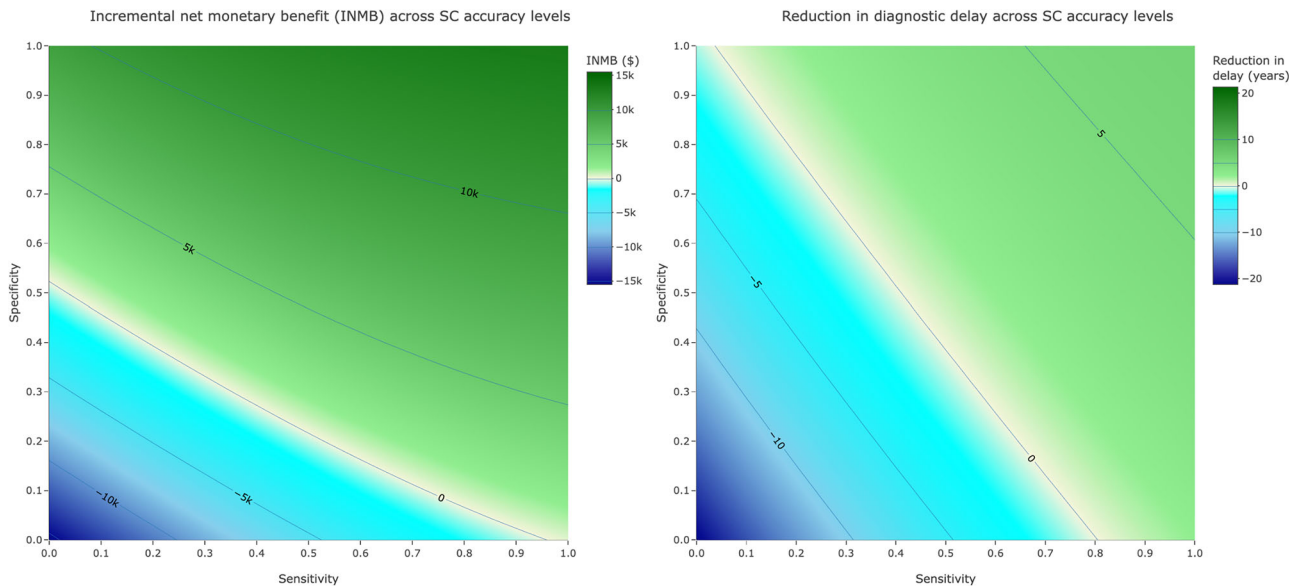 Incremental net monetary benefit (INMB) across SC accuracy levels
INMB ($)
15k
10k
5k
0
−5k
−10k
−15k
1.0
0.9
0.8
0.7
0.6
0.5
0.4
0.3
0.2
0.1
0.0
Specificity
10k
5k
0
−5k
−10k
0.0 0.1 0.2 0.3 0.4 0.5 0.6 0.7 0.8 0.9 1.0
Sensitivity
Reduction in diagnostic delay across SC accuracy levels
Reduction in
delay (years)
20
10
0
−10
−20
1.0
0.9
0.8
0.7
0.6
0.5
0.4
0.3
0.2
0.1
0.0
Specificity
5
−5
−10
0
0.0 0.1 0.2 0.3 0.4 0.5 0.6 0.7 0.8 0.9 1.0
Sensitivity